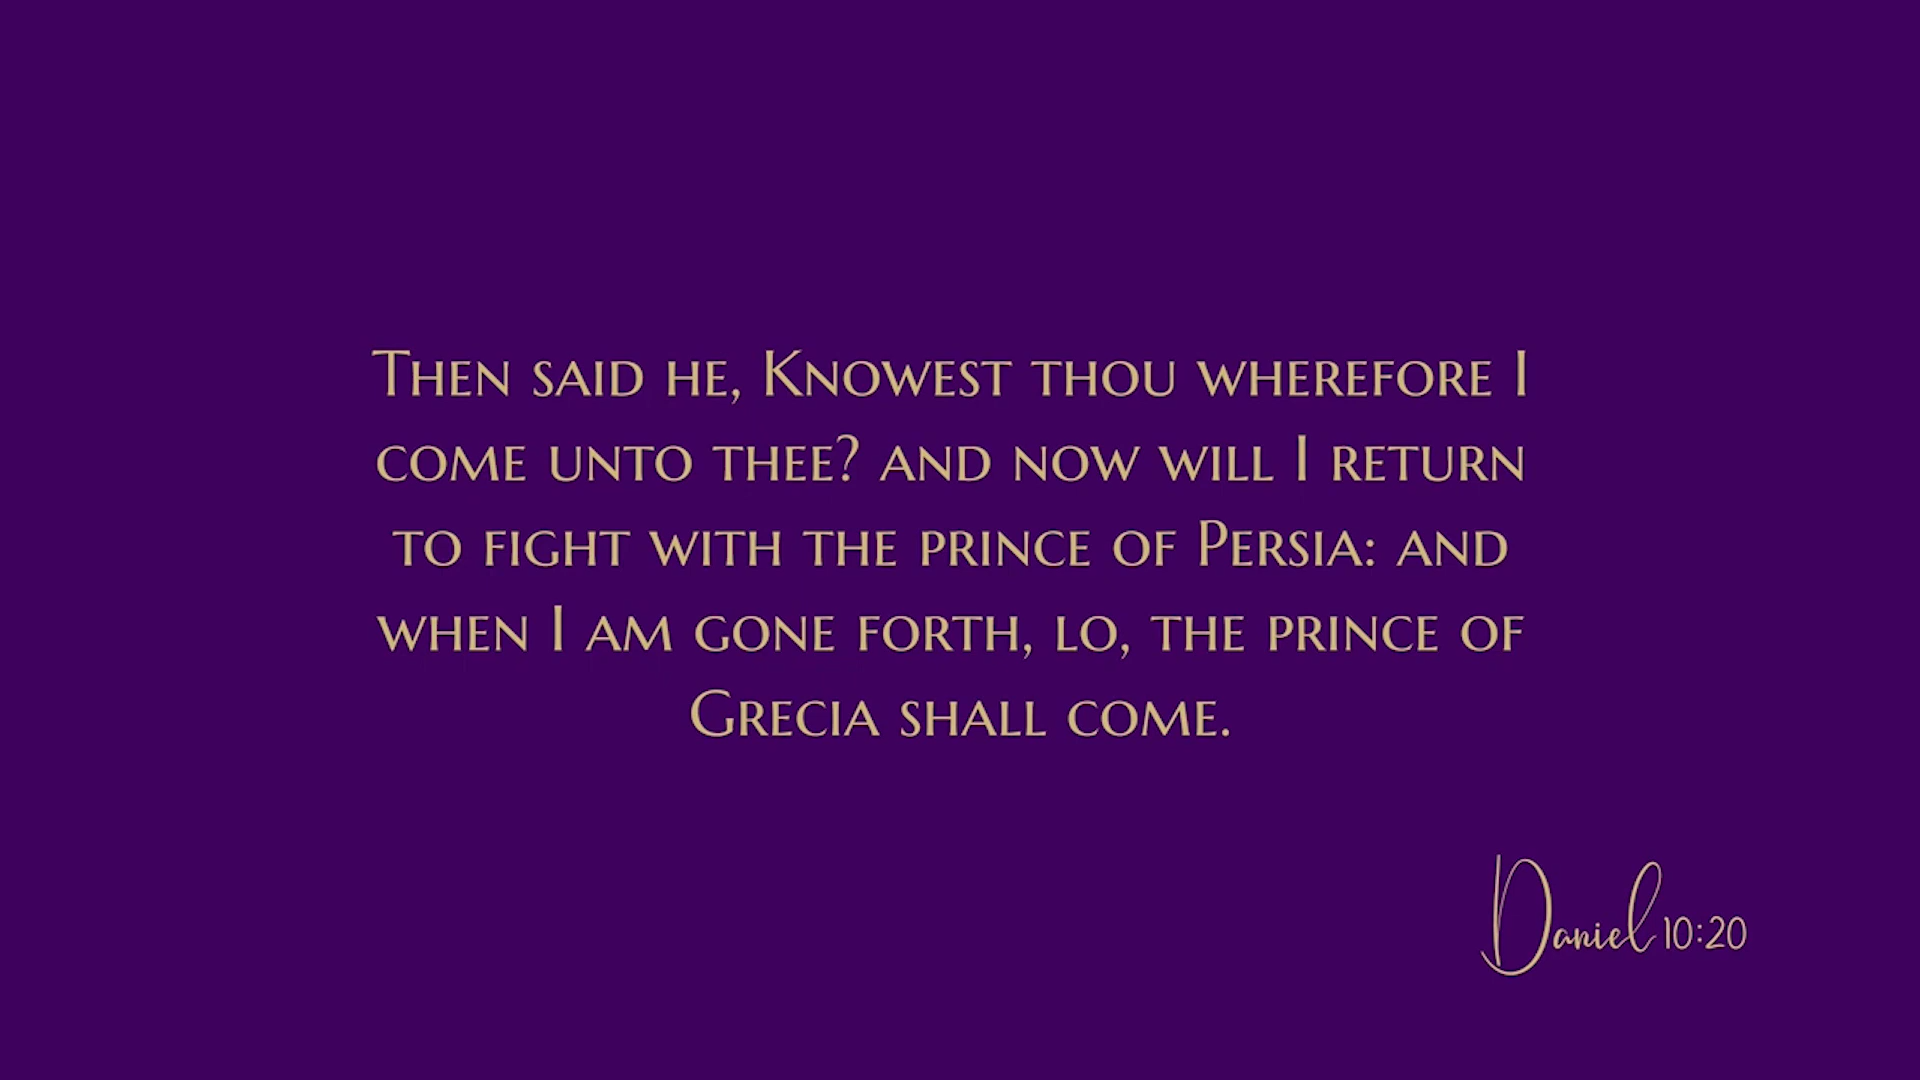 Then said he, Knowest thou wherefore I
come unto thee? and now will I return
to fight with the prince of Persia: and
when I am gone forth, lo, the prince of
Grecia shall come.
Daniel 10:20